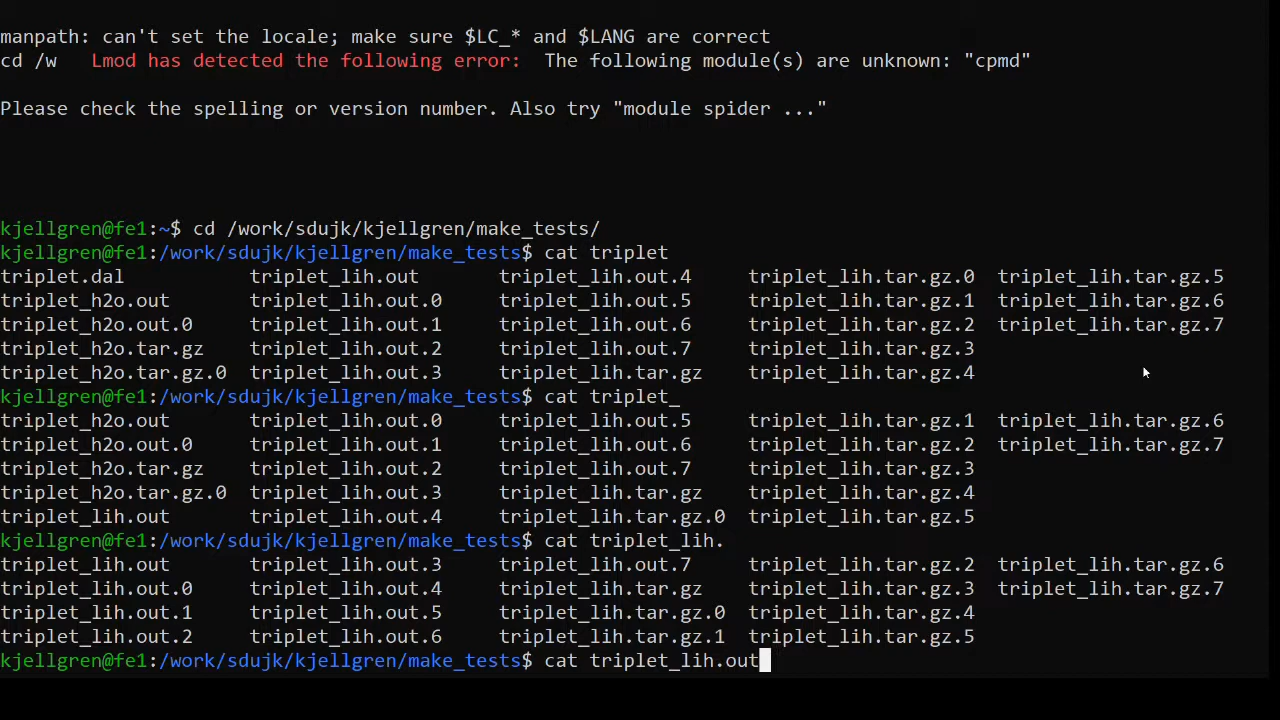 manpath: can't set the locale; make sure $LC_* and $LANG are correct
cd /w   Lmod has detected the following error:  The following module(s) are unknown: "cpmd"
Please check the spelling or version number. Also try "module spider ..."
kjellgren@fe1:~$ cd /work/sdujk/kjellgren/make_tests/
kjellgren@fe1:/work/sdujk/kjellgren/make_tests$ cat triplet
triplet.dal           triplet_lih.out       triplet_lih.out.4     triplet_lih.tar.gz.0  triplet_lih.tar.gz.5
triplet_h2o.out       triplet_lih.out.0     triplet_lih.out.5     triplet_lih.tar.gz.1  triplet_lih.tar.gz.6
triplet_h2o.out.0     triplet_lih.out.1     triplet_lih.out.6     triplet_lih.tar.gz.2  triplet_lih.tar.gz.7
triplet_h2o.tar.gz    triplet_lih.out.2     triplet_lih.out.7     triplet_lih.tar.gz.3
triplet_h2o.tar.gz.0  triplet_lih.out.3     triplet_lih.tar.gz    triplet_lih.tar.gz.4
kjellgren@fe1:/work/sdujk/kjellgren/make_tests$ cat triplet_
triplet_h2o.out       triplet_lih.out.0     triplet_lih.out.5     triplet_lih.tar.gz.1  triplet_lih.tar.gz.6
triplet_h2o.out.0     triplet_lih.out.1     triplet_lih.out.6     triplet_lih.tar.gz.2  triplet_lih.tar.gz.7
triplet_h2o.tar.gz    triplet_lih.out.2     triplet_lih.out.7     triplet_lih.tar.gz.3
triplet_h2o.tar.gz.0  triplet_lih.out.3     triplet_lih.tar.gz    triplet_lih.tar.gz.4
triplet_lih.out       triplet_lih.out.4     triplet_lih.tar.gz.0  triplet_lih.tar.gz.5
kjellgren@fe1:/work/sdujk/kjellgren/make_tests$ cat triplet_lih.
triplet_lih.out       triplet_lih.out.3     triplet_lih.out.7     triplet_lih.tar.gz.2  triplet_lih.tar.gz.6
triplet_lih.out.0     triplet_lih.out.4     triplet_lih.tar.gz    triplet_lih.tar.gz.3  triplet_lih.tar.gz.7
triplet_lih.out.1     triplet_lih.out.5     triplet_lih.tar.gz.0  triplet_lih.tar.gz.4
triplet_lih.out.2     triplet_lih.out.6     triplet_lih.tar.gz.1  triplet_lih.tar.gz.5
kjellgren@fe1:/work/sdujk/kjellgren/make_tests$ cat triplet_lih.out